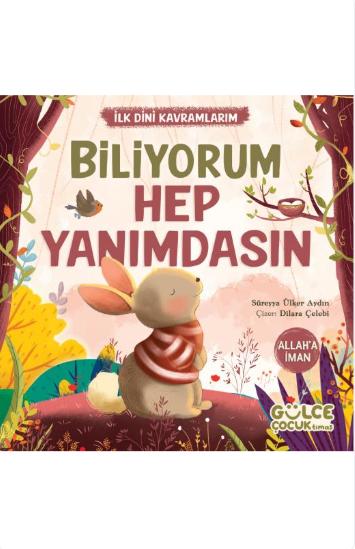 İLK DİNİ KAVRAMLARIM
BİLİYORUM
HEP
YANIMDASIN
Süreyya Ülker Aydın
Çizer: Dilara Çelebi
ALLAH'A
İMAN
GÜLCE
ÇOCUK timaş